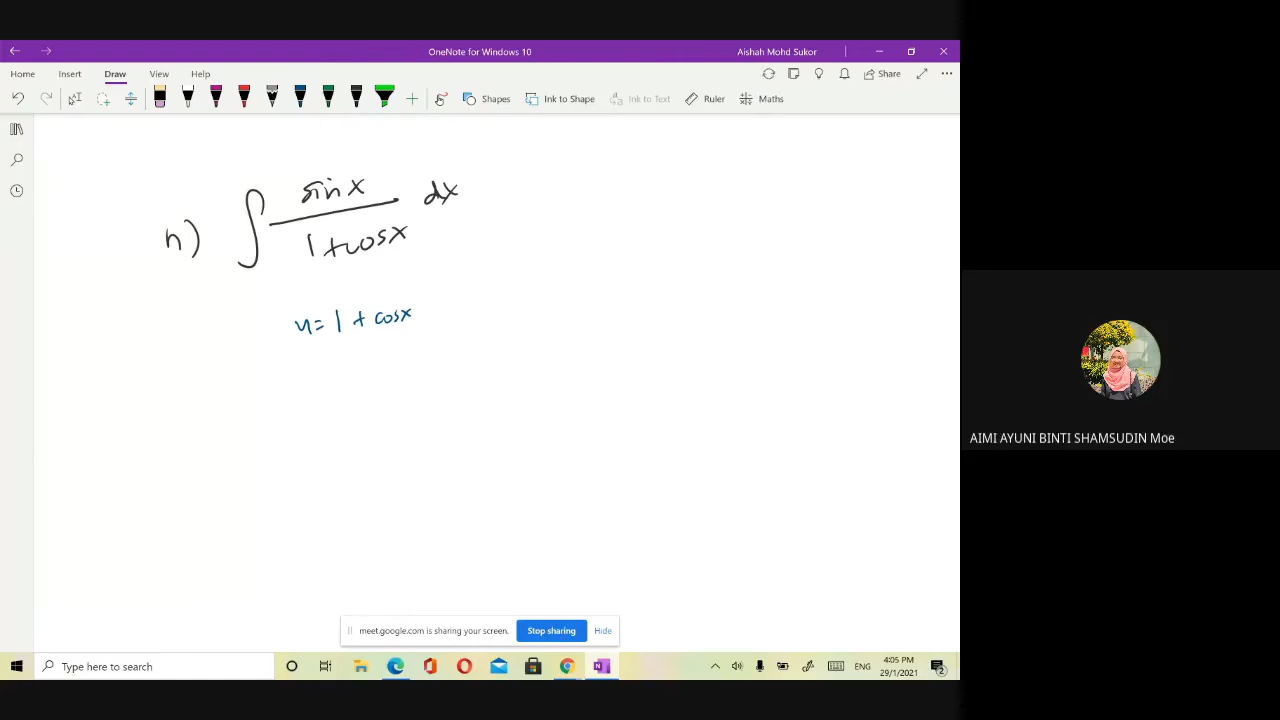 OneNote for Windows 10
Aishah Mohd Sukor
Home Insert Draw View Help
Share
Shapes Ink to Shape Ink to Text Ruler Maths
n) ∫ sin x / 1 + cos x dx
u = 1 + cos x
AIMI AYUNI BINTI SHAMSUDIN Moe
meet.google.com is sharing your screen. Stop sharing Hide
Type here to search
ENG
4:05 PM
29/1/2021
2